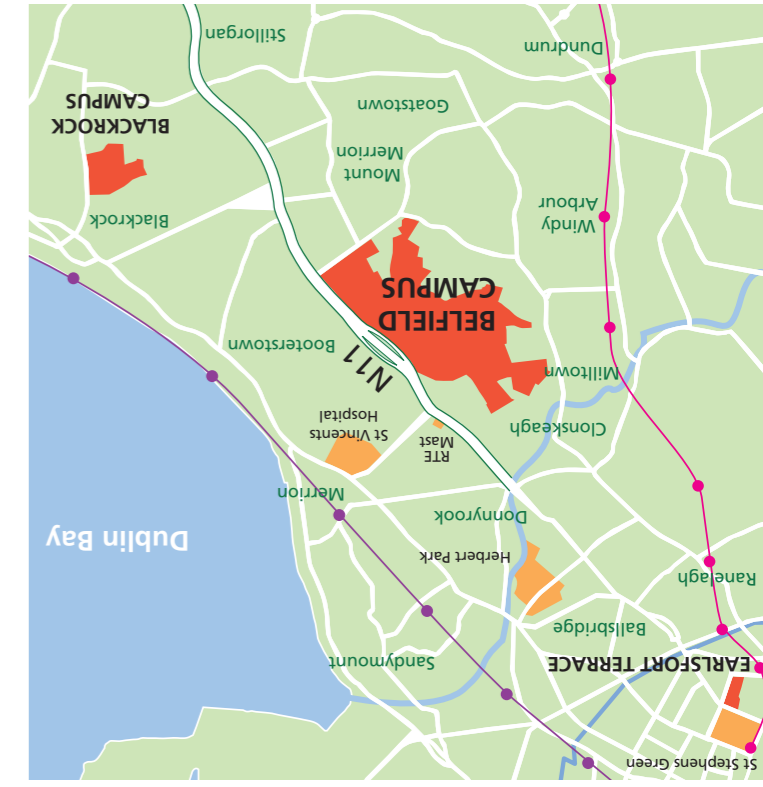 St Stephens Green
EARLSFORT TERRACE
Sandymount
Ballsbridge
Ranelagh
Herbert Park
Dublin Bay
Donnyrook
Merrion
RTE
Mast
St Vincents
Hospital
Clonskeagh
Milltown
N11
Booterstown
BELFIELD
CAMPUS
Windy
Arbour
Blackrock
Mount
Merrion
BLACKROCK
CAMPUS
Goatstown
Dundrum
Stillorgan